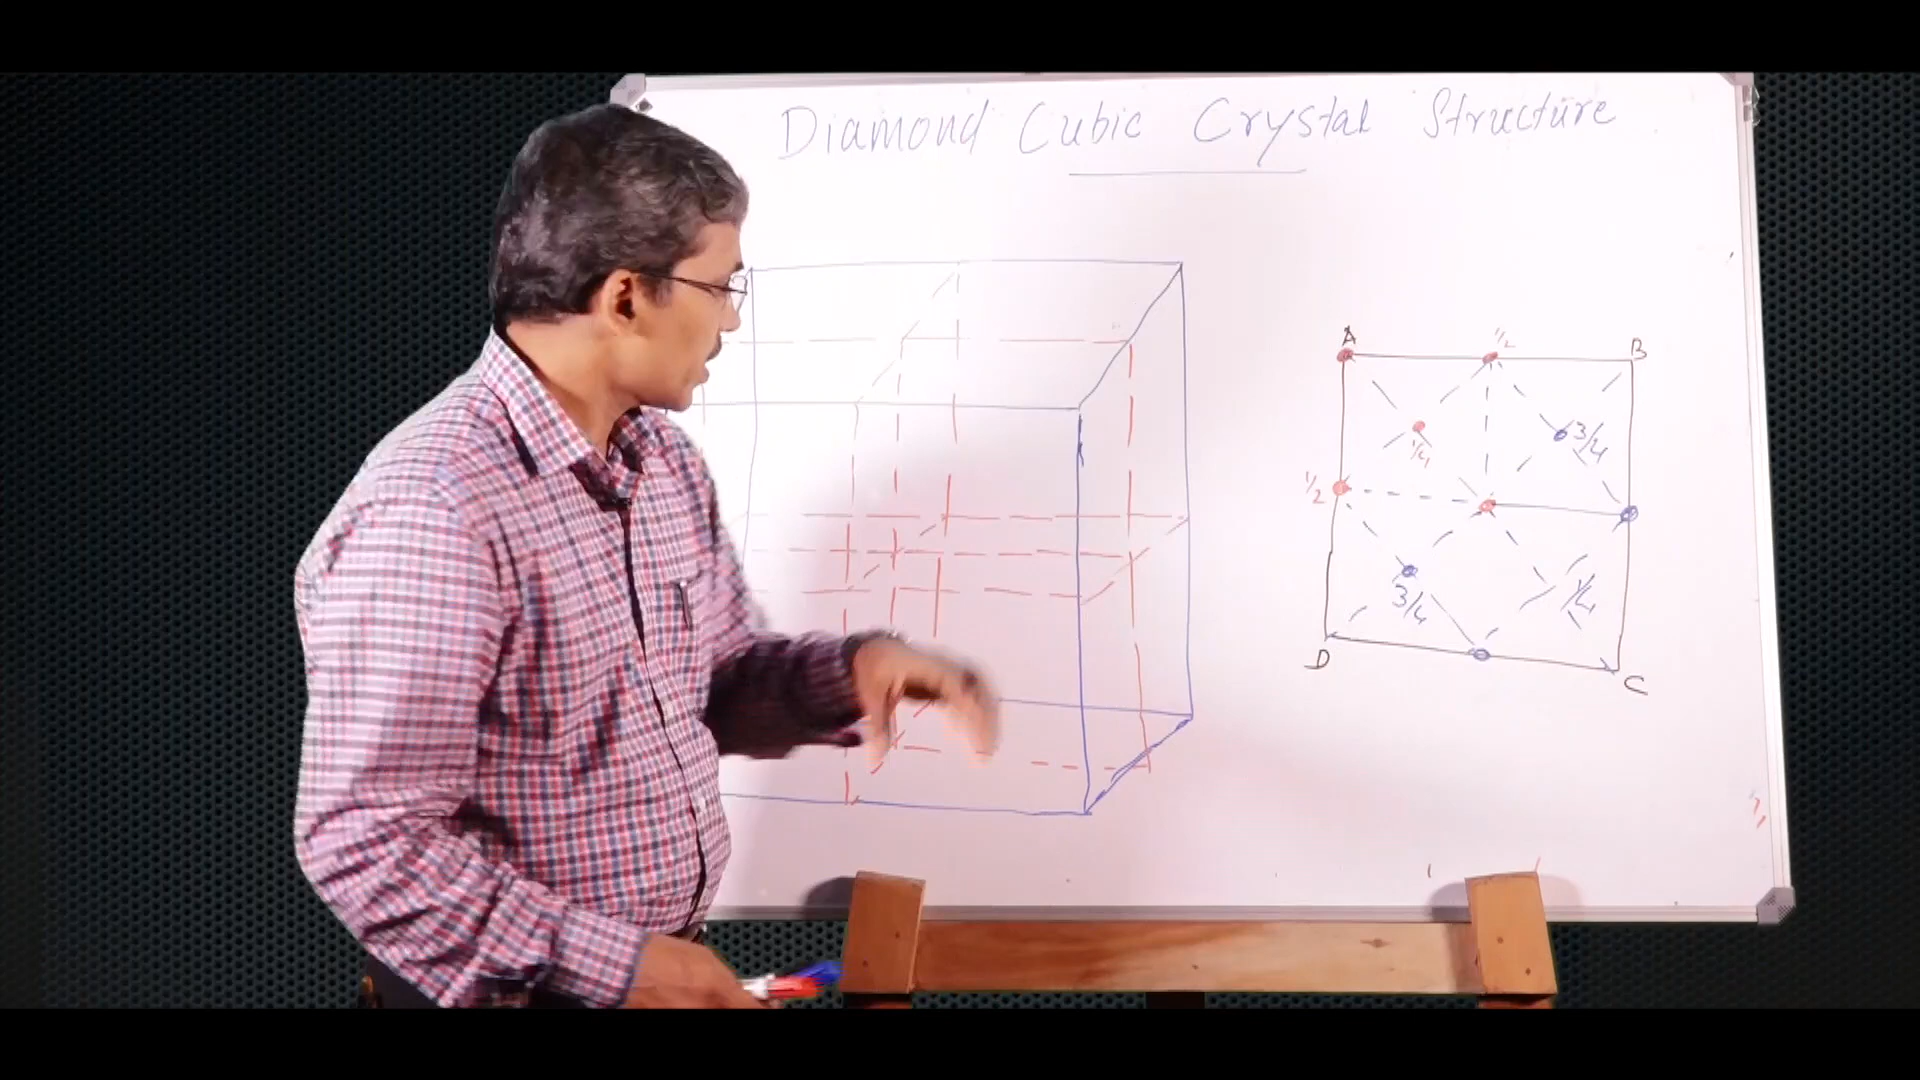 Diamond Cubic Crystal Structure
A 1/2 B
3/4
1/4
1/2
3/4 1/4
D C